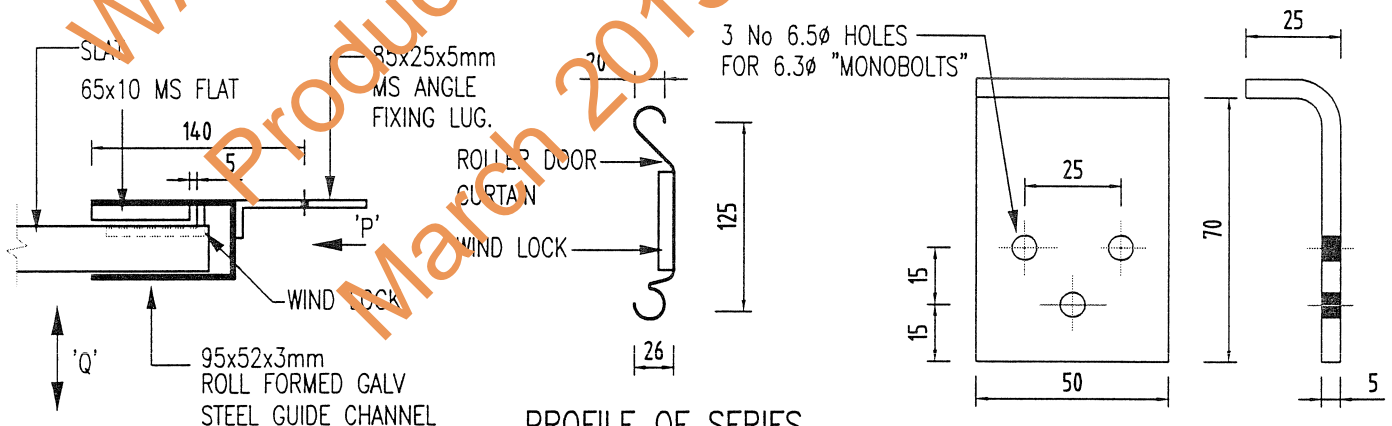 SLAT
65x10 MS FLAT
140
5
85x25x5mm
MS ANGLE
FIXING LUG.
'P'
WIND LOCK
'Q'
95x52x3mm
ROLL FORMED GALV
STEEL GUIDE CHANNEL
20
ROLLER DOOR
CURTAIN
WIND LOCK
125
26
PROFILE OF SERIES
3 No 6.5ø HOLES
FOR 6.3ø "MONOBOLTS"
25
15
15
50
70
25
5
Produc
March 201